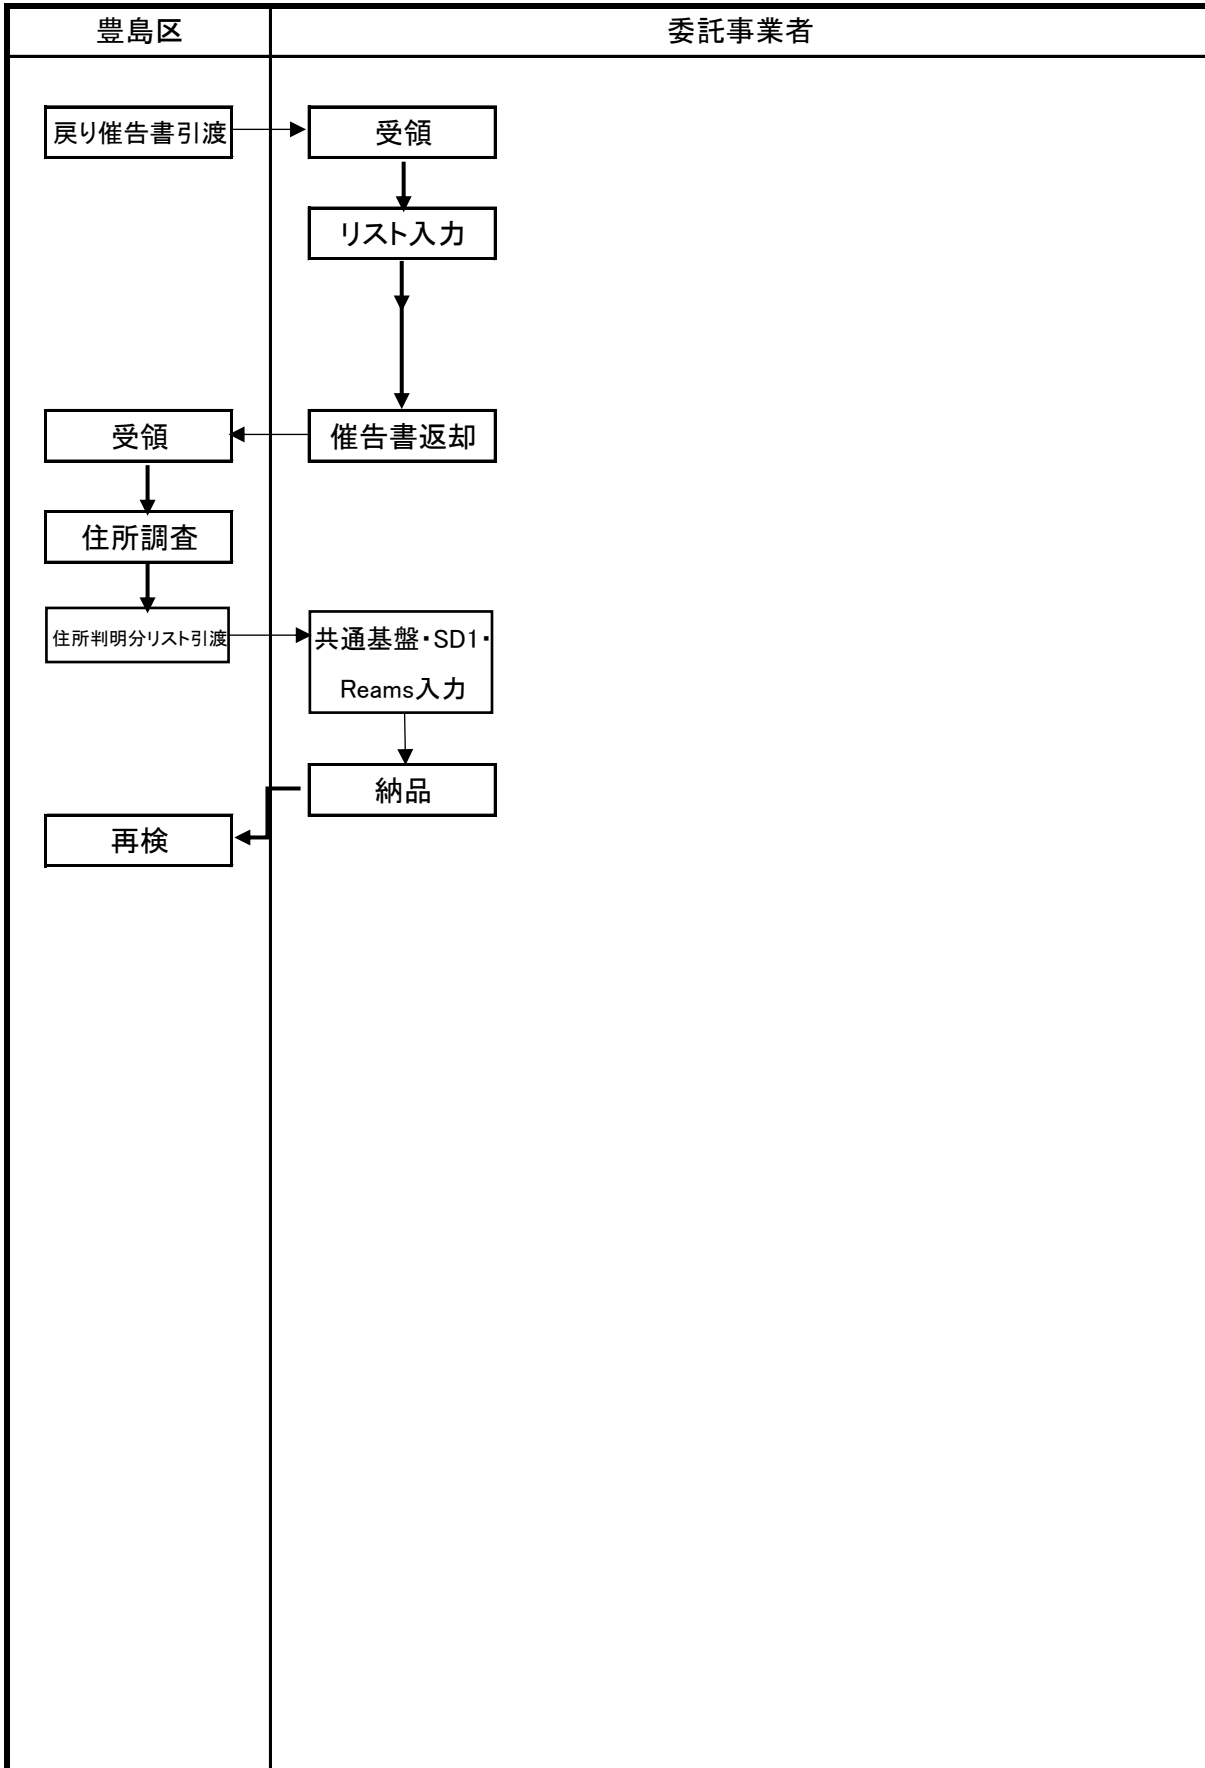 豊島区
委託事業者
戻り催告書引渡
受領
リスト入力
受領
催告書返却
住所調査
住所判明分リスト引渡
共通基盤・SD1・
Reams入力
納品
再検